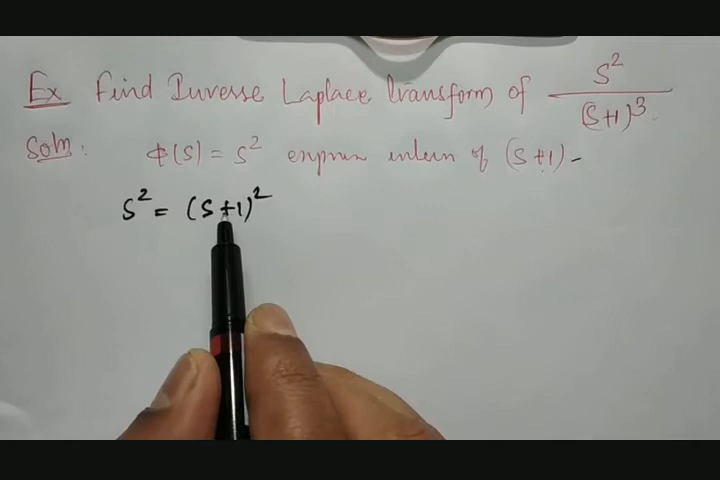 Ex Find Inverse Laplace transform of S²/(S+1)³
Soln: φ(S) = S² express interm of (S+1) -
S² = (S+1)²